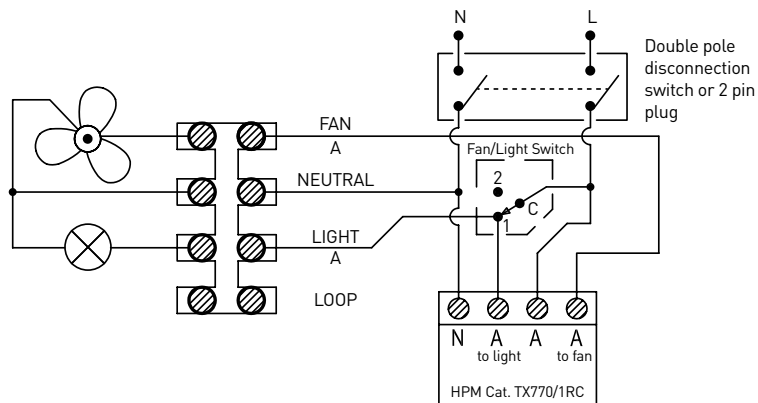 N L
Double pole
disconnection
switch or 2 pin
plug
FAN
A
Fan/Light Switch
2
NEUTRAL
C
1
LIGHT
A
LOOP
N A A A
to light to fan
HPM Cat. TX770/1RC